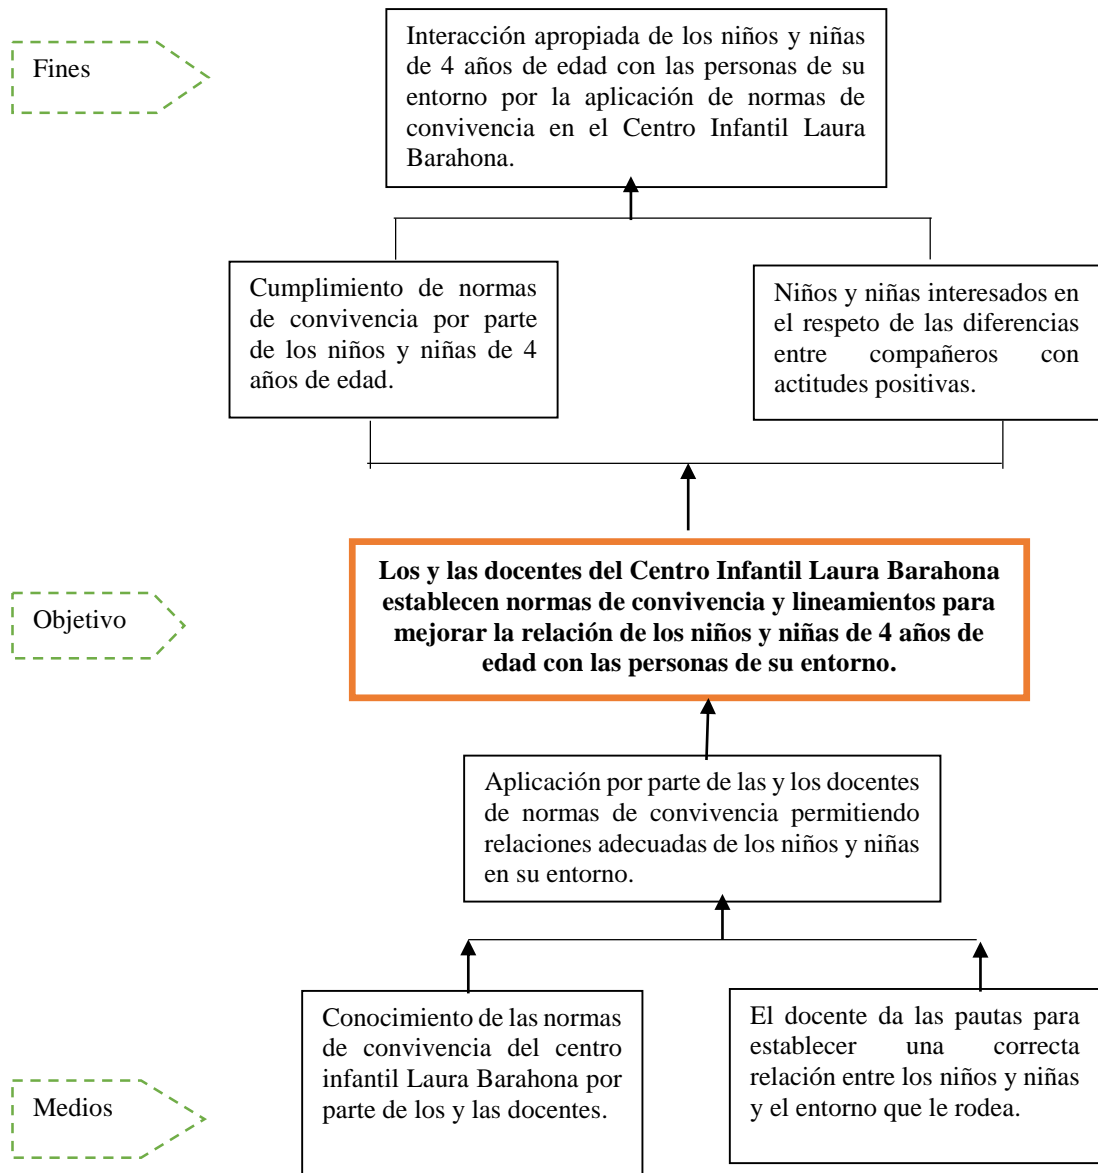 Fines
Interacción apropiada de los niños y niñas
de 4 años de edad con las personas de su
entorno por la aplicación de normas de
convivencia en el Centro Infantil Laura
Barahona.
Cumplimiento de normas
de convivencia por parte
de los niños y niñas de 4
años de edad.
Niños y niñas interesados en
el respeto de las diferencias
entre compañeros con
actitudes positivas.
Objetivo
Los y las docentes del Centro Infantil Laura Barahona
establecen normas de convivencia y lineamientos para
mejorar la relación de los niños y niñas de 4 años de
edad con las personas de su entorno.
Aplicación por parte de las y los docentes
de normas de convivencia permitiendo
relaciones adecuadas de los niños y niñas
en su entorno.
Medios
Conocimiento de las normas
de convivencia del centro
infantil Laura Barahona por
parte de los y las docentes.
El docente da las pautas para
establecer una correcta
relación entre los niños y niñas
y el entorno que le rodea.